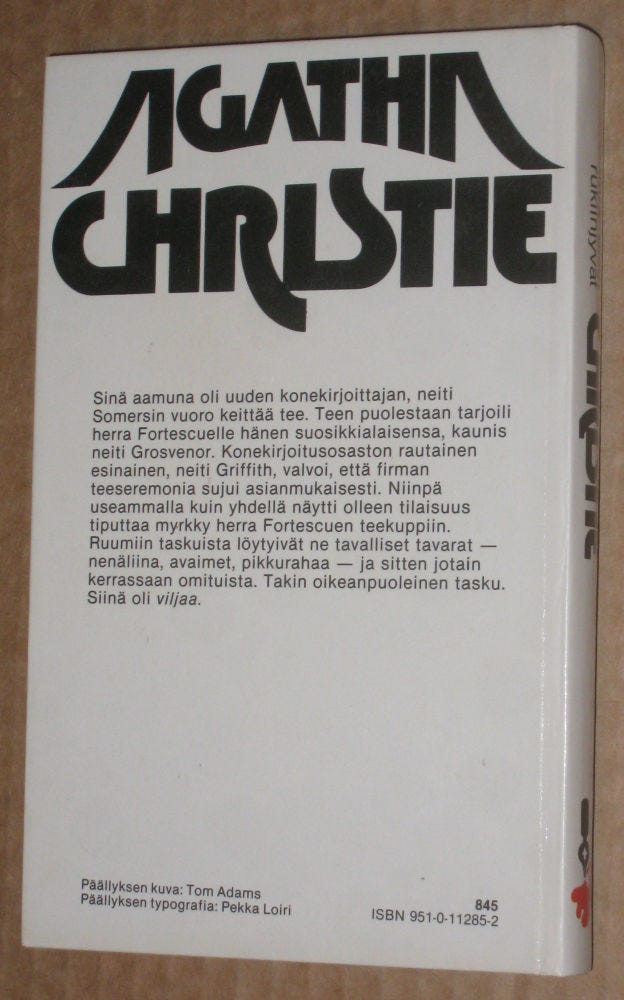 AGATHA
CHRISTIE
Sinä aamuna oli uuden konekirjoittajan, neiti
Somersin vuoro keittää tee. Teen puolestaan tarjoili
herra Fortescuelle hänen suosikkialaisensa, kaunis
neiti Grosvenor. Konekirjoitusosaston rautainen
esinainen, neiti Griffith, valvoi, että firman
teeseremonia sujui asianmukaisesti. Niinpä
useammalla kuin yhdellä näytti olleen tilaisuus
tiputtaa myrkky herra Fortescuen teekuppiin.
Ruumiin taskuista löytyivät ne tavalliset tavarat —
nenäliina, avaimet, pikkurahaa — ja sitten jotain
kerrassaan omituista. Takin oikeanpuoleinen tasku.
Siinä oli viljaa.
Päällyksen kuva: Tom Adams
Päällyksen typografia: Pekka Loiri
845
ISBN 951-0-11285-2